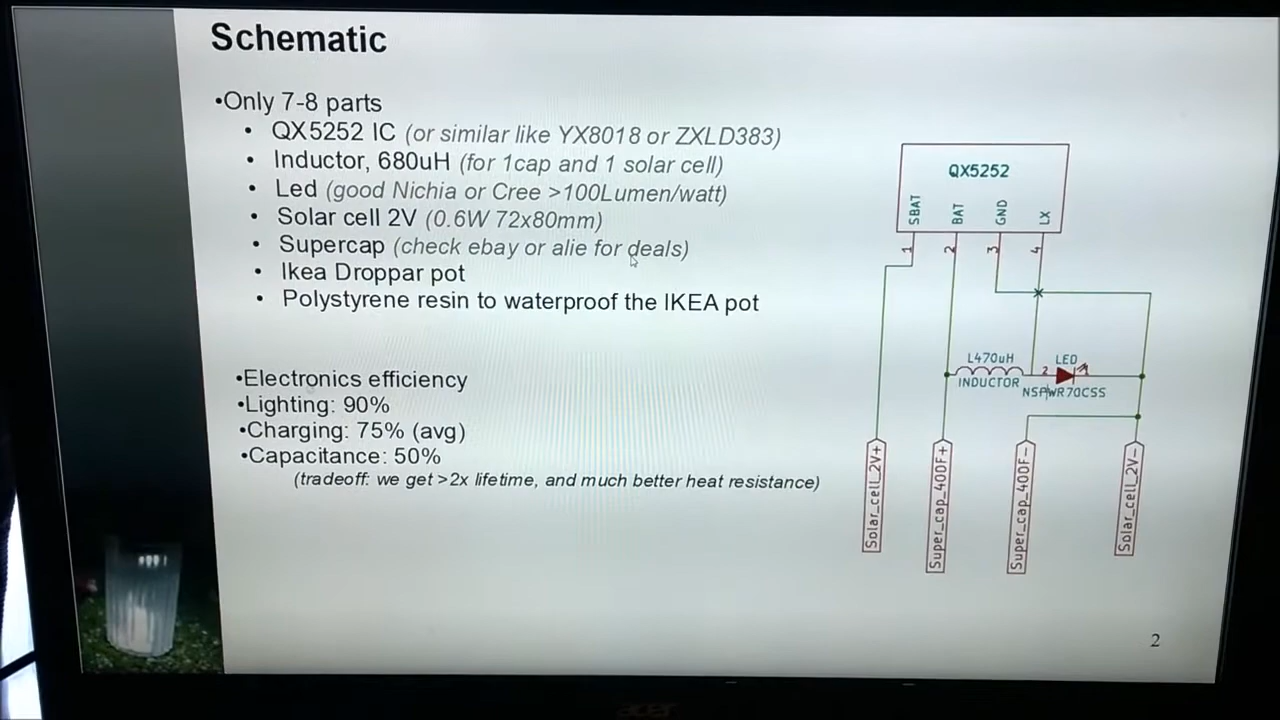 Schematic
•Only 7-8 parts
• QX5252 IC (or similar like YX8018 or ZXLD383)
• Inductor, 680uH (for 1cap and 1 solar cell)
• Led (good Nichia or Cree >100Lumen/watt)
• Solar cell 2V (0.6W 72x80mm)
• Supercap (check ebay or alie for deals)
• Ikea Droppar pot
• Polystyrene resin to waterproof the IKEA pot
•Electronics efficiency
•Lighting: 90%
•Charging: 75% (avg)
•Capacitance: 50%
(tradeoff: we get >2x lifetime, and much better heat resistance)
QX5252
SBAT BAT GND LX
1 2 3 4
L470uH LED
2 1
INDUCTOR NSPWR70CSS
Solar_cell_2V+
Super_cap_400F+
Super_cap_400F-
Solar_cell_2V-
2
acer